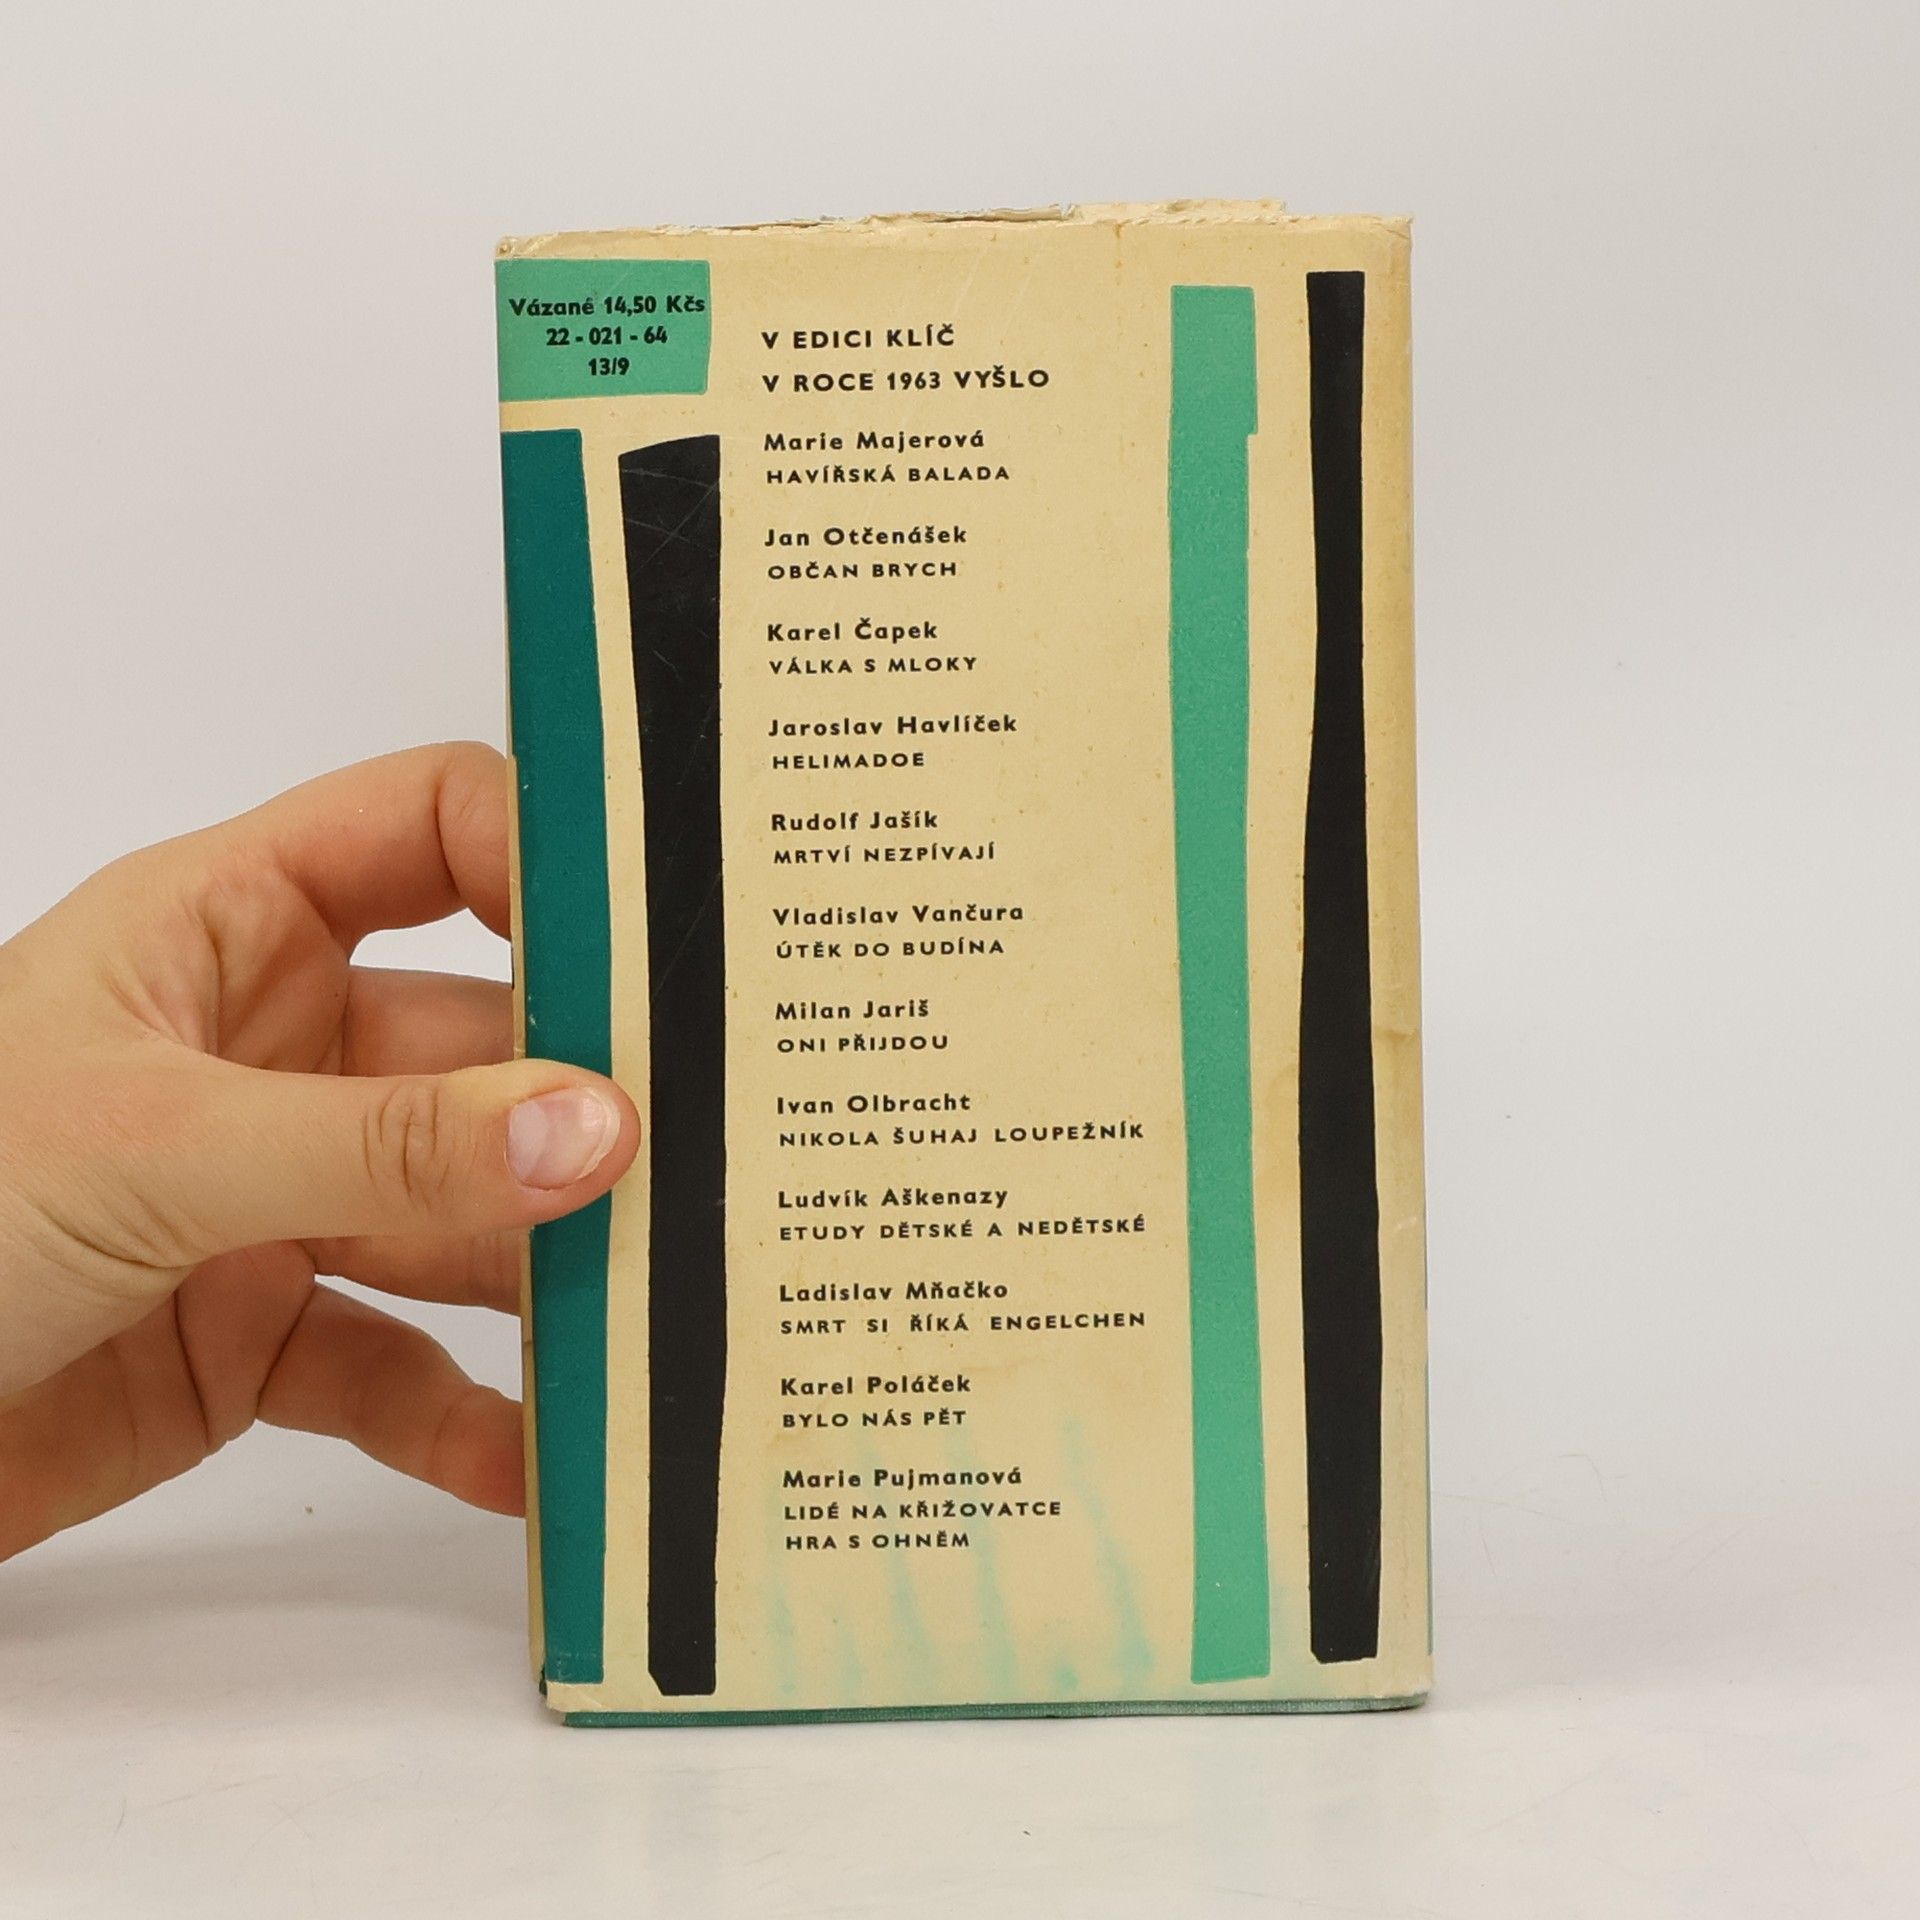 Vázané 14,50 Kčs
22 - 021 - 64
13/9
V EDICI KLÍČ
V ROCE 1963 VYŠLO
Marie Majerová
HAVÍŘSKÁ BALADA
Jan Otčenášek
OBČAN BRYCH
Karel Čapek
VÁLKA S MLOKY
Jaroslav Havlíček
HELIMADOE
Rudolf Jašík
MRTVÍ NEZPÍVAJÍ
Vladislav Vančura
ÚTĚK DO BUDÍNA
Milan Jariš
ONI PŘIJDOU
Ivan Olbracht
NIKOLA ŠUHAJ LOUPEŽNÍK
Ludvík Aškenazy
ETUDY DĚTSKÉ A NEDĚTSKÉ
Ladislav Mňačko
SMRT SI ŘÍKÁ ENGELCHEN
Karel Poláček
BYLO NÁS PĚT
Marie Pujmanová
LIDÉ NA KŘIŽOVATCE
HRA S OHNĚM